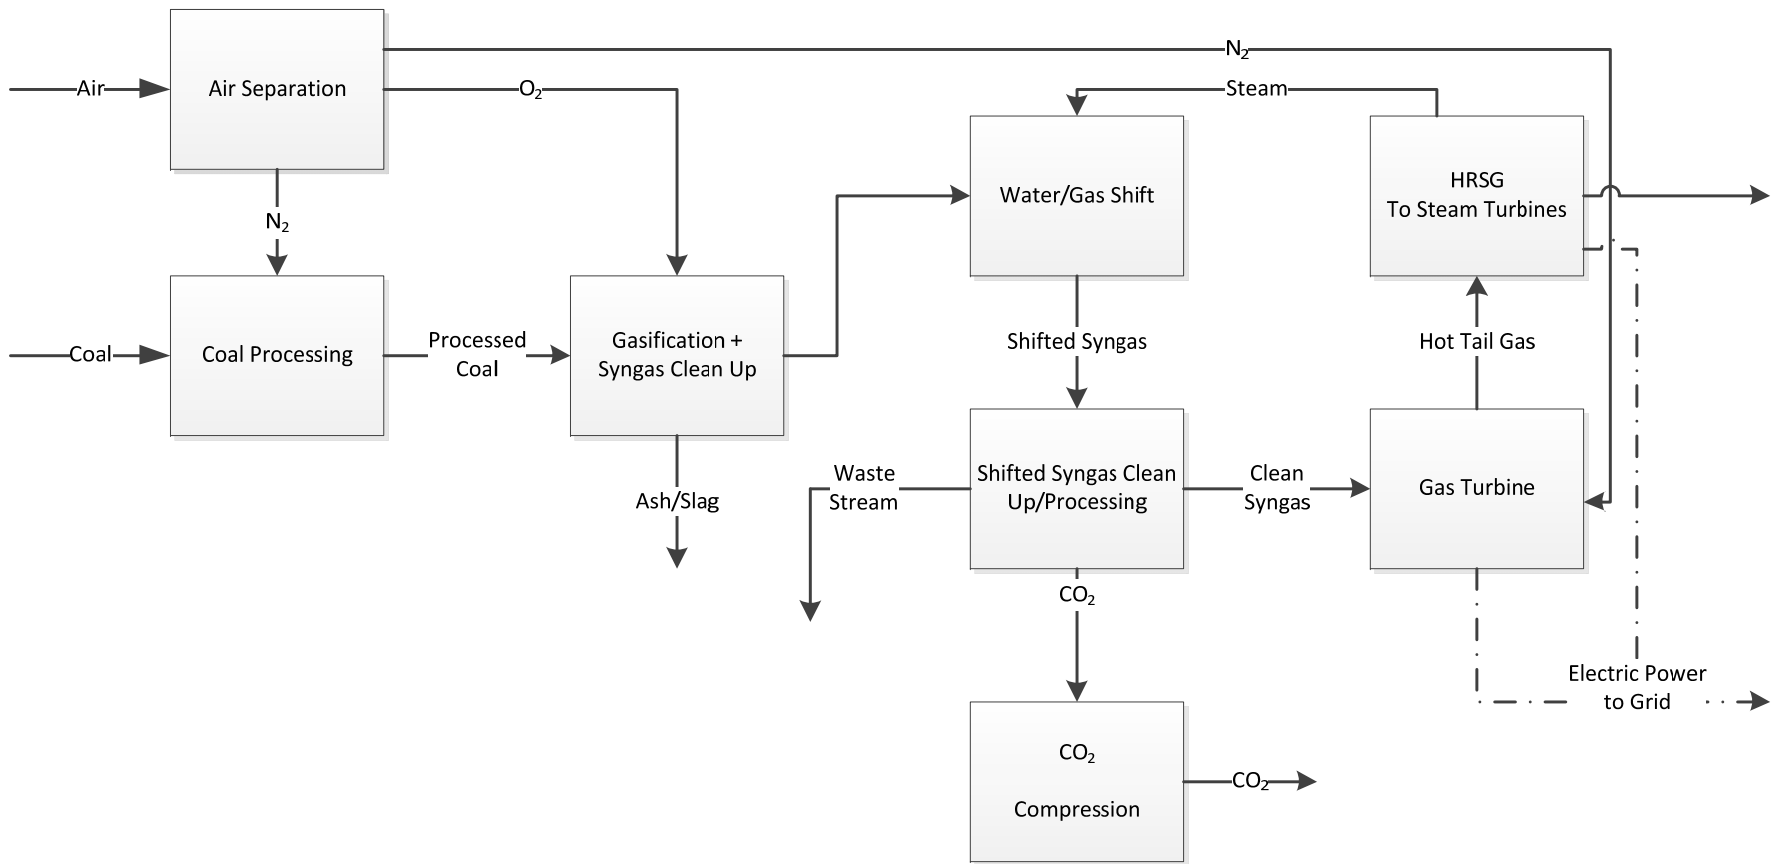 N₂
Air
Air Separation
O₂
Steam
N₂
Water/Gas Shift
HRSG
To Steam Turbines
Coal
Coal Processing
Processed
Coal
Gasification +
Syngas Clean Up
Shifted Syngas
Hot Tail Gas
Ash/Slag
Waste
Stream
Shifted Syngas Clean
Up/Processing
Clean
Syngas
Gas Turbine
CO₂
Electric Power
to Grid
CO₂
Compression
CO₂